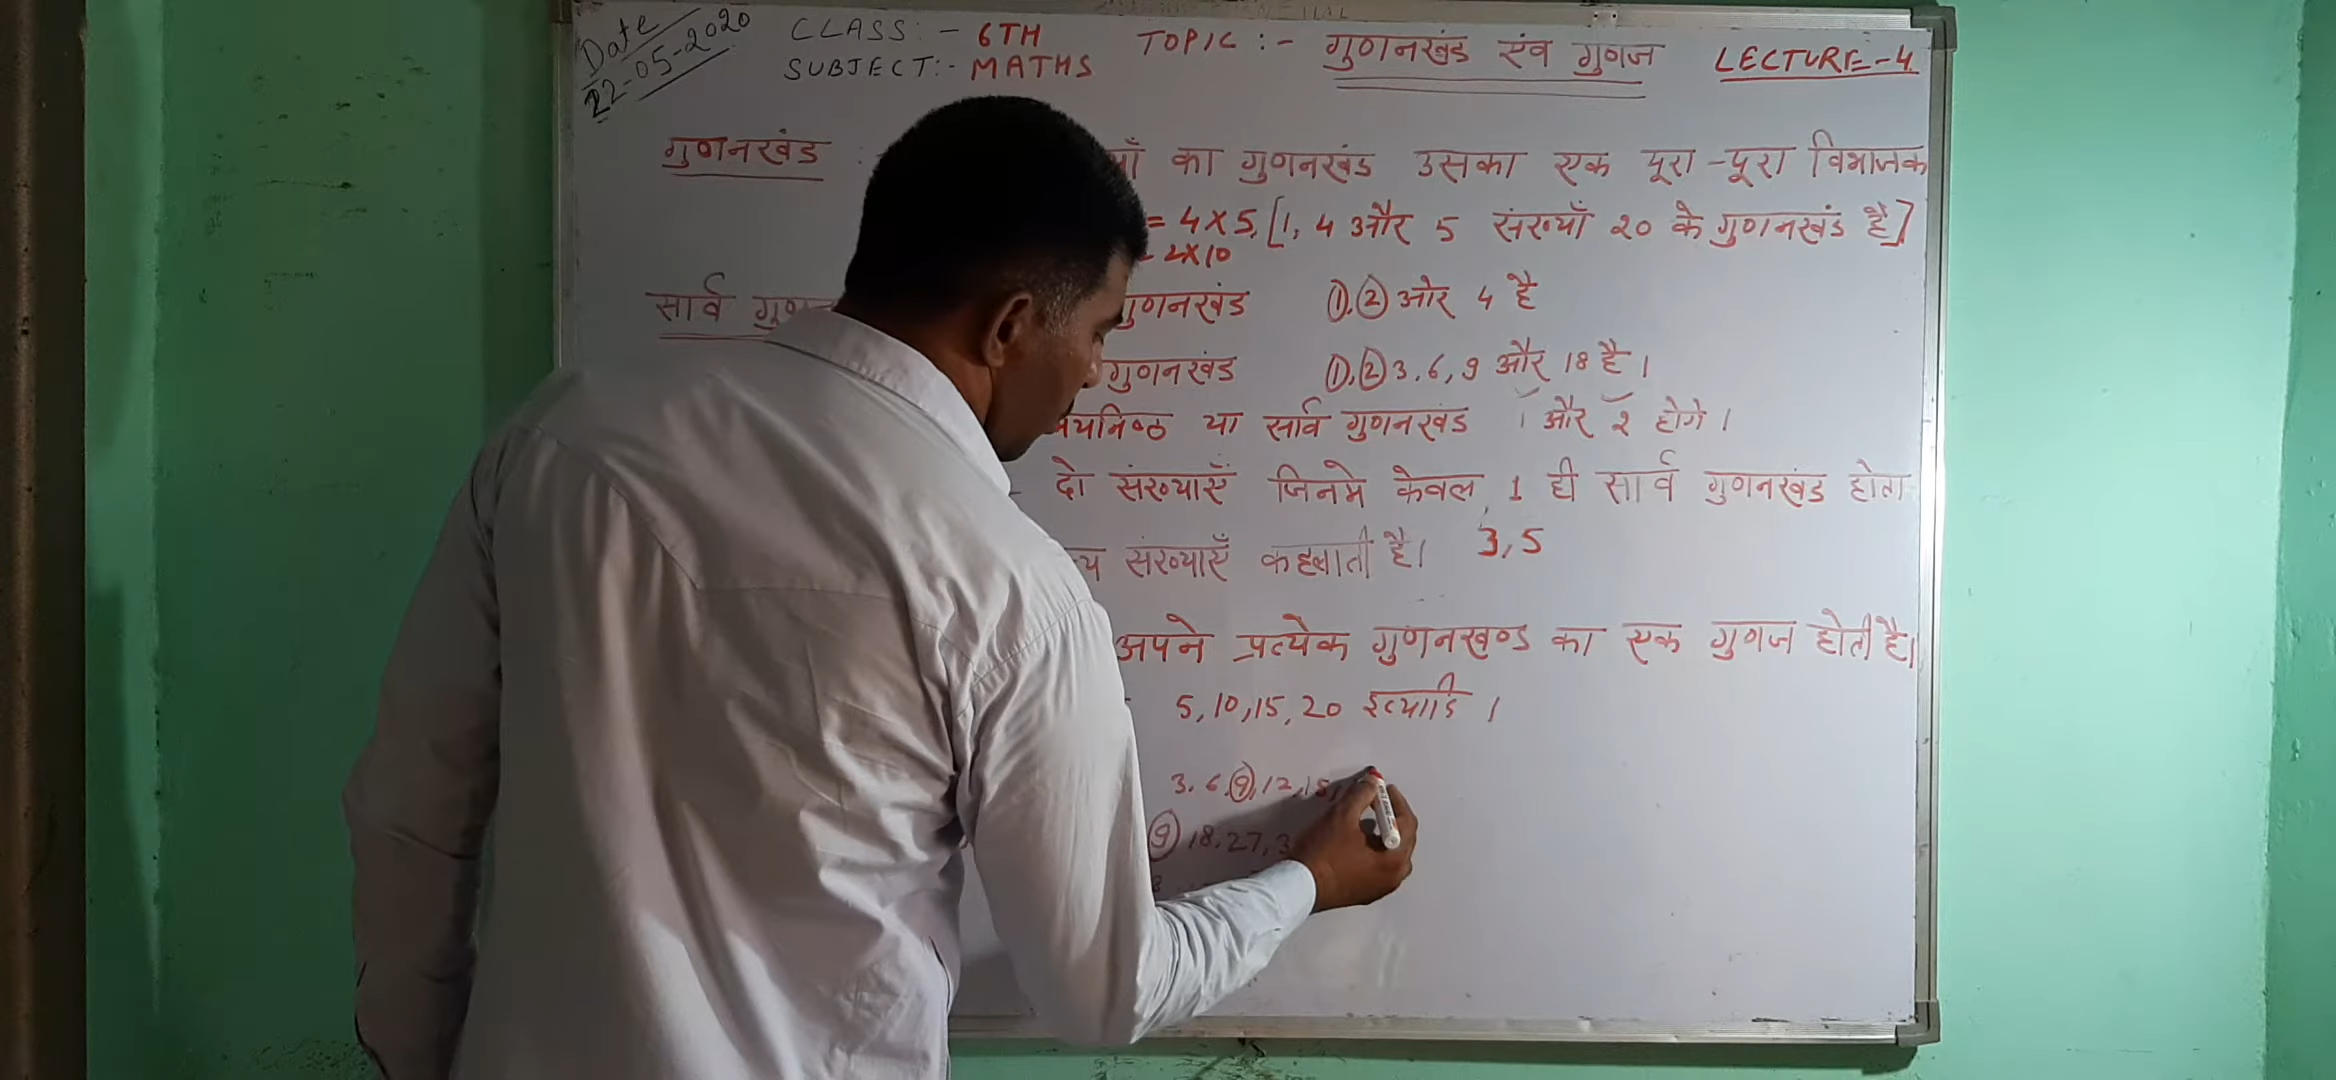 Date
22-05-2020
CLASS:- 6TH
SUBJECT:- MATHS
TOPIC:- गुणनखंड एंव गुणज
LECTURE-4
गुणनखंड : का गुणनखंड उसका एक पूरा-पूरा विभाजक
= 4×5, [1, 4 और 5 संख्याँ 20 के गुणनखंड है]
2×10
सार्व गुणनखंड ①,② ओर 4 है
गुणनखंड ①,② 3, 6, 9 और 18 है।
या सार्व गुणनखंड 1 और 2 होगे।
दो संख्याएँ जिनमे केवल 1 ही सार्व गुणनखंड होता
संख्याएँ कहलाती है। 3,5
अपने प्रत्येक गुणनखण्ड का एक गुणज होती है।
5,10,15,20 इत्यादि।
3, 6, ⑨, 12, 15,
⑨ 18, 27, 3